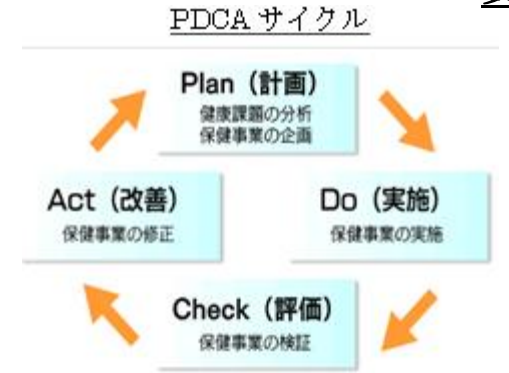 PDCA サイクル
Plan（計画）
健康課題の分析
保健事業の企画
Act（改善）
保健事業の修正
Do（実施）
保健事業の実施
Check（評価）
保健事業の検証